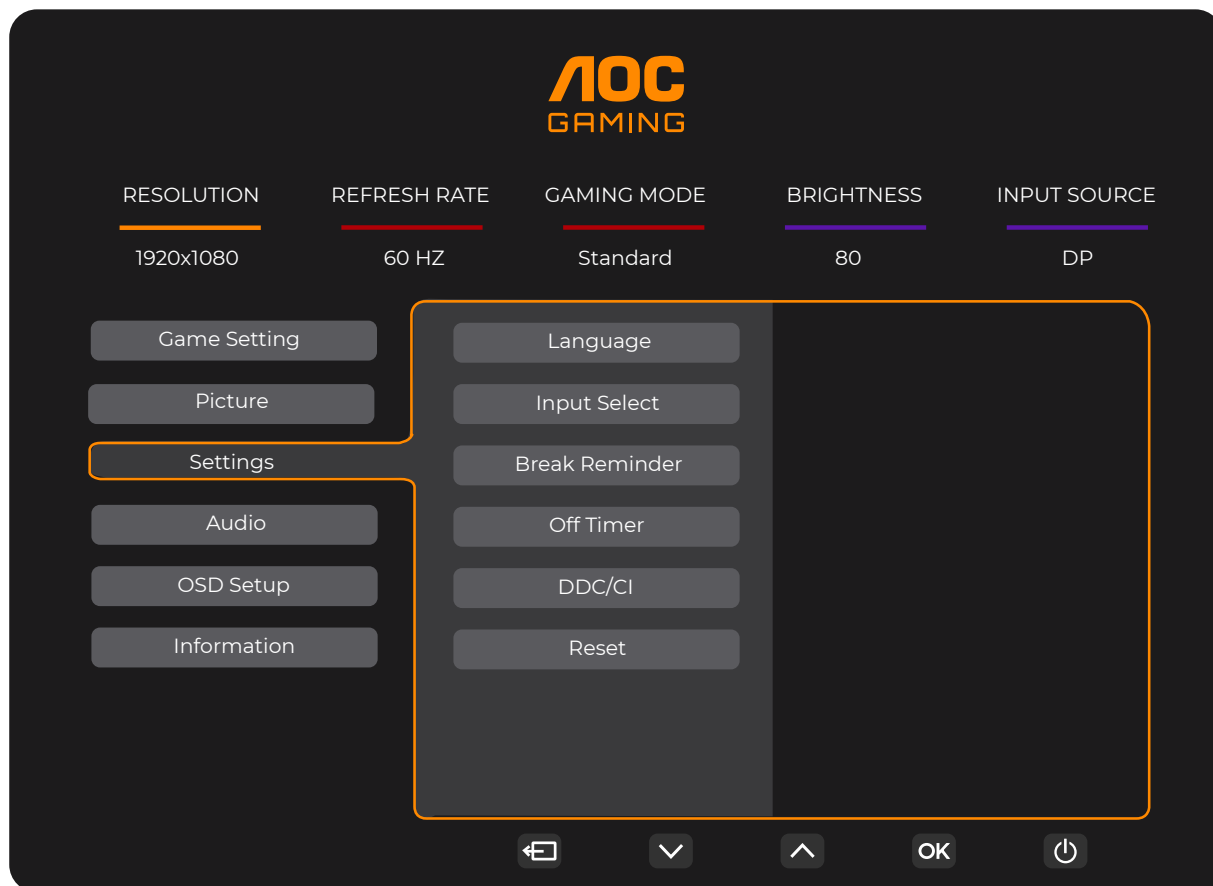 AOC
GAMING
RESOLUTION REFRESH RATE GAMING MODE BRIGHTNESS INPUT SOURCE
1920x1080 60 HZ Standard 80 DP
Game Setting Language
Picture Input Select
Settings Break Reminder
Audio Off Timer
OSD Setup DDC/CI
Information Reset
OK